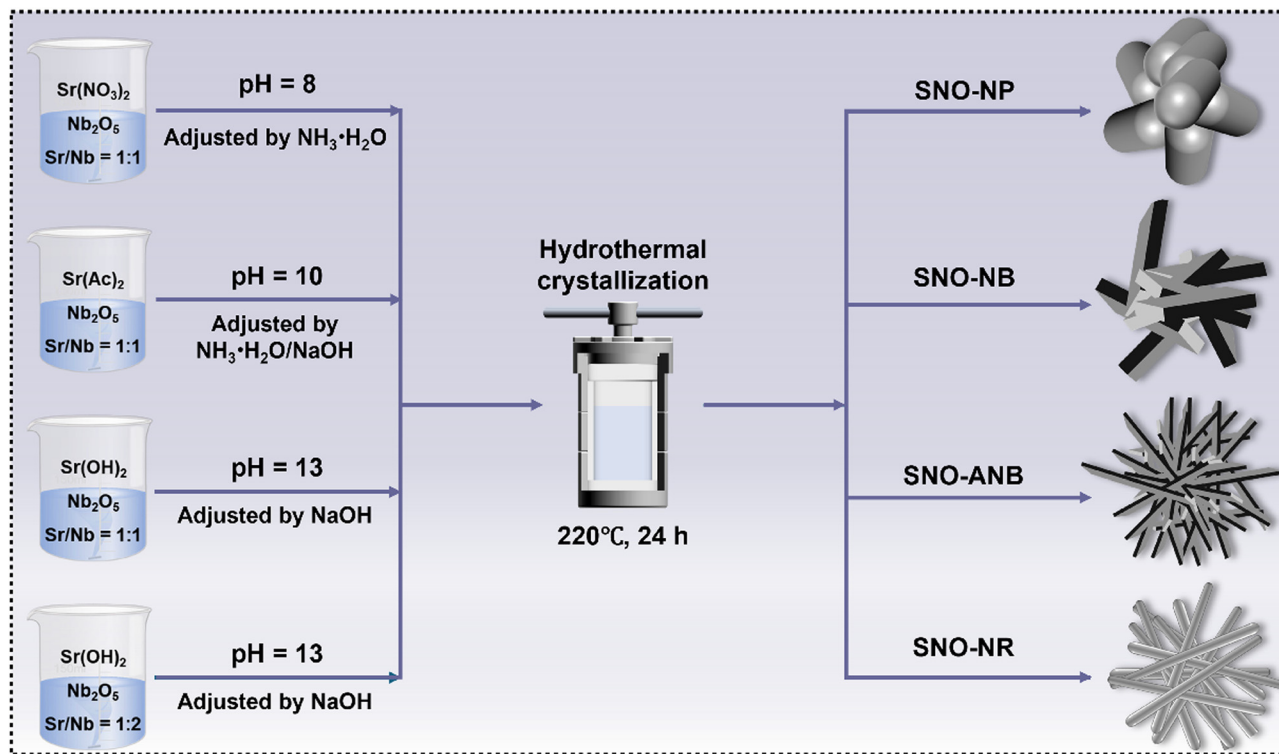 Sr(NO₃)₂
Nb₂O₅
Sr/Nb = 1:1
pH = 8
Adjusted by NH₃•H₂O
Sr(Ac)₂
Nb₂O₅
Sr/Nb = 1:1
pH = 10
Adjusted by
NH₃•H₂O/NaOH
Sr(OH)₂
Nb₂O₅
Sr/Nb = 1:1
pH = 13
Adjusted by NaOH
Sr(OH)₂
Nb₂O₅
Sr/Nb = 1:2
pH = 13
Adjusted by NaOH
Hydrothermal
crystallization
220℃, 24 h
SNO-NP
SNO-NB
SNO-ANB
SNO-NR